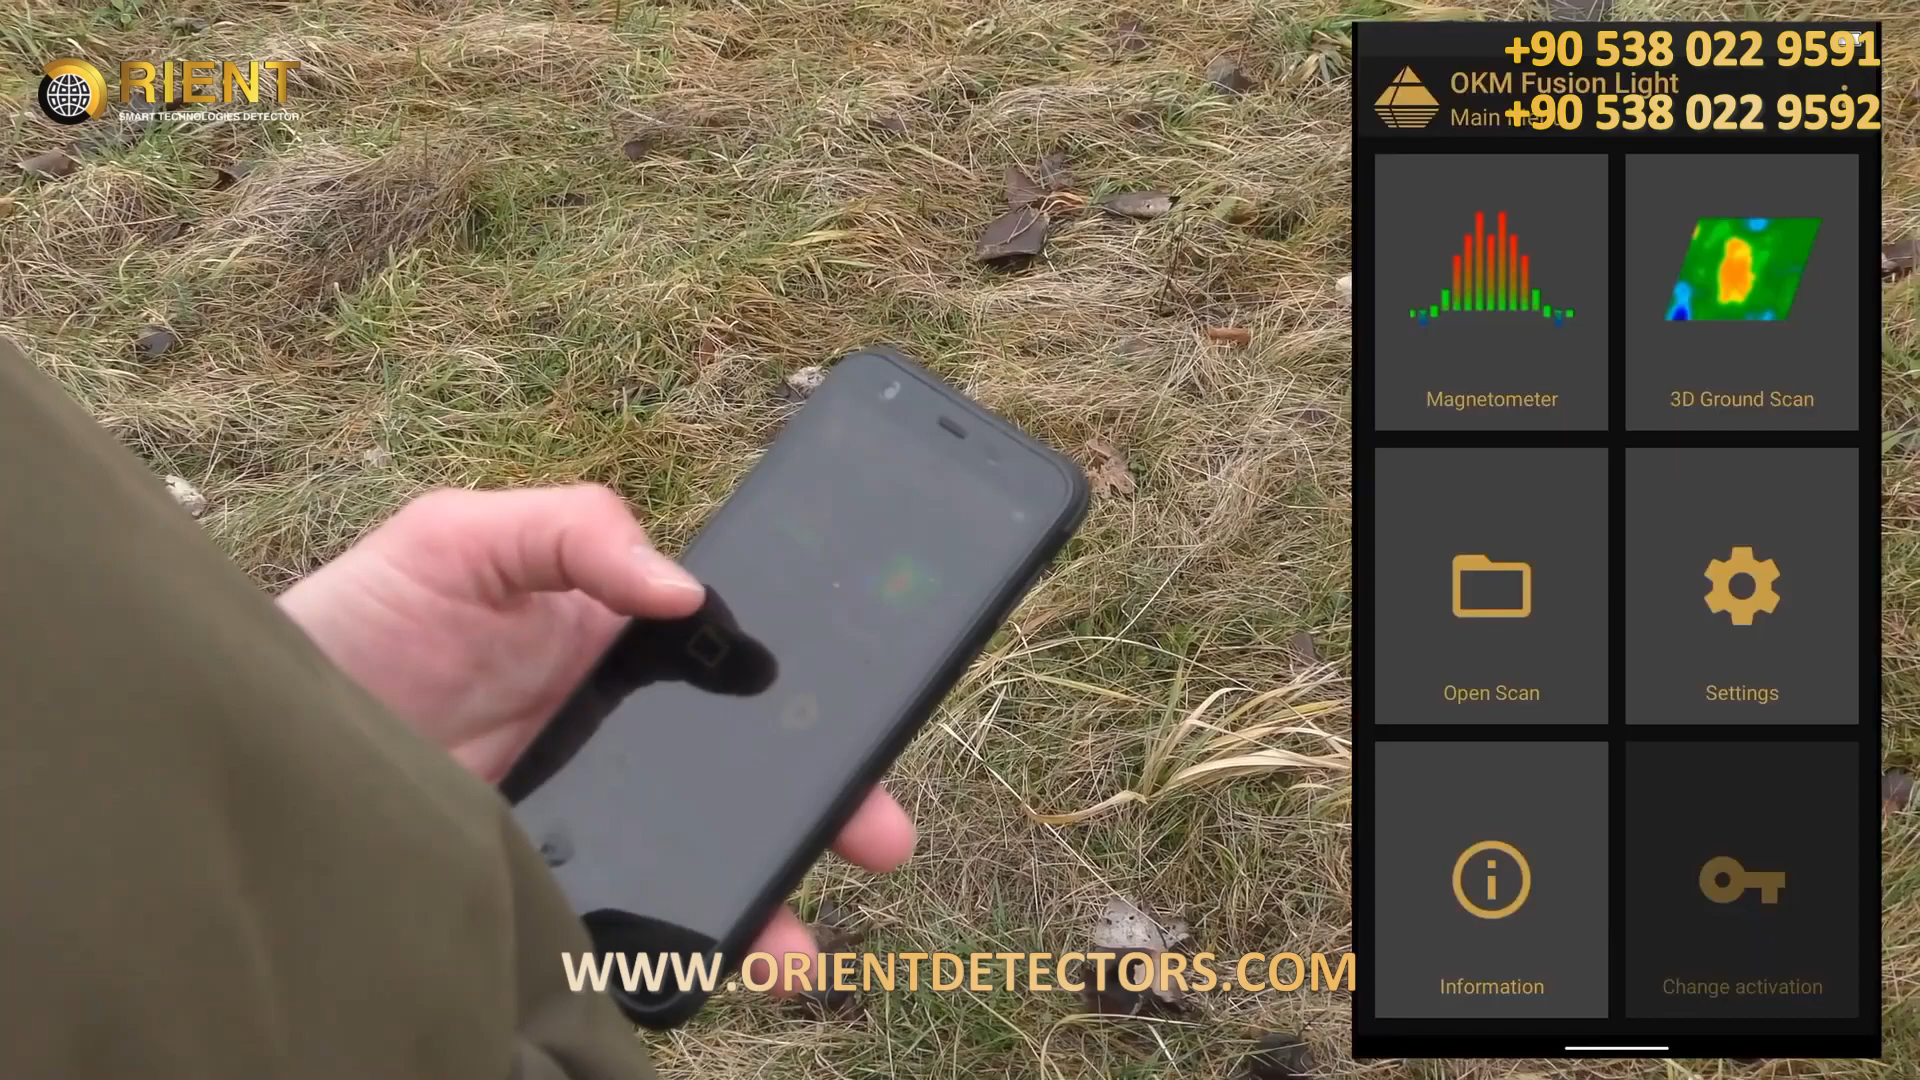 ORIENT
SMART TECHNOLOGIES DETECTOR
+90 538 022 9591
OKM Fusion Light
+90 538 022 9592
Main
Magnetometer
3D Ground Scan
Open Scan
Settings
Information
Change activation
WWW.ORIENTDETECTORS.COM